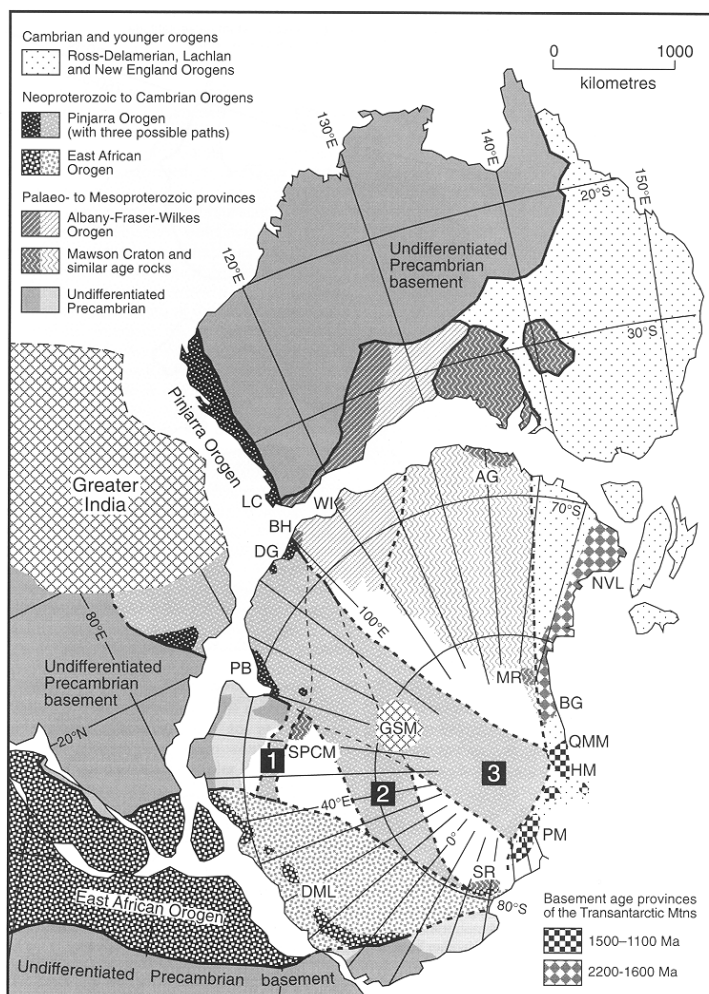 Cambrian and younger orogens
Ross-Delamerian, Lachlan
and New England Orogens
Neoproterozoic to Cambrian Orogens
Pinjarra Orogen
(with three possible paths)
East African
Orogen
Palaeo- to Mesoproterozoic provinces
Albany-Fraser-Wilkes
Orogen
Mawson Craton and
similar age rocks
Undifferentiated
Precambrian
0 1000
kilometres
130°E
140°E
150°E
20°S
120°E
Undifferentiated
Precambrian
basement
30°S
Pinjarra Orogen
Greater
India
LC
WI
AG
BH
70°S
DG
NVL
100°E
80°E
Undifferentiated
Precambrian
basement
PB
MR
BG
GSM
QMM
20°N
SPCM
1
3
HM
2
40°E
0°
PM
SR
DML
80°S
East African Orogen
Basement age provinces
of the Transantarctic Mtns
1500–1100 Ma
2200-1600 Ma
Undifferentiated Precambrian basement